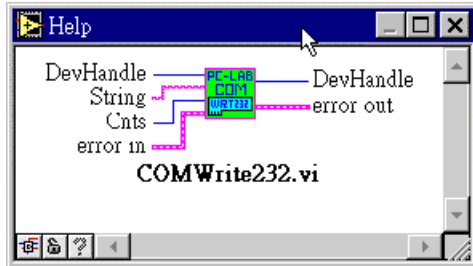 Help
DevHandle
String
Cnts
error in
PC-LAB
COM
WRT232
DevHandle
error out
COMWrite232.vi
?